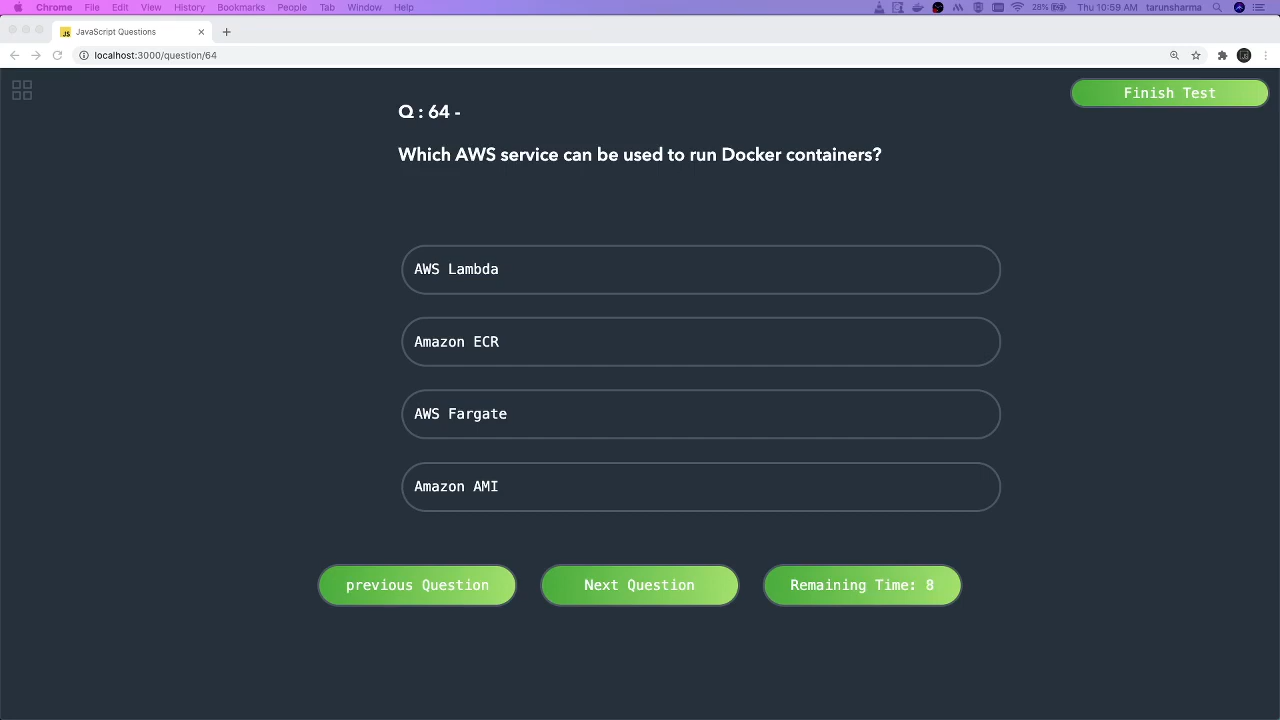 Chrome File Edit View History Bookmarks People Tab Window Help 28% Thu 10:59 AM tarunsharma
JS JavaScript Questions
localhost:3000/question/64
Finish Test
Q : 64 -
Which AWS service can be used to run Docker containers?
AWS Lambda
Amazon ECR
AWS Fargate
Amazon AMI
previous Question Next Question Remaining Time: 8